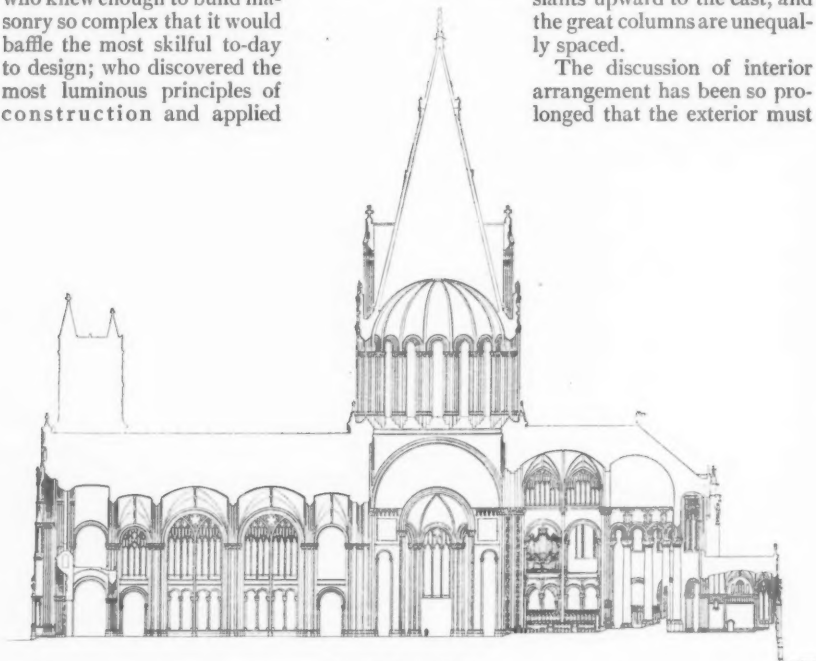 who knew enough to build ma-
sonry so complex that it would
baffle the most skilful to-day
to design; who discovered the
most luminous principles of
construction and applied
slants upward to the east, and
the great columns are unequal-
ly spaced.
The discussion of interior
arrangement has been so pro-
longed that the exterior must